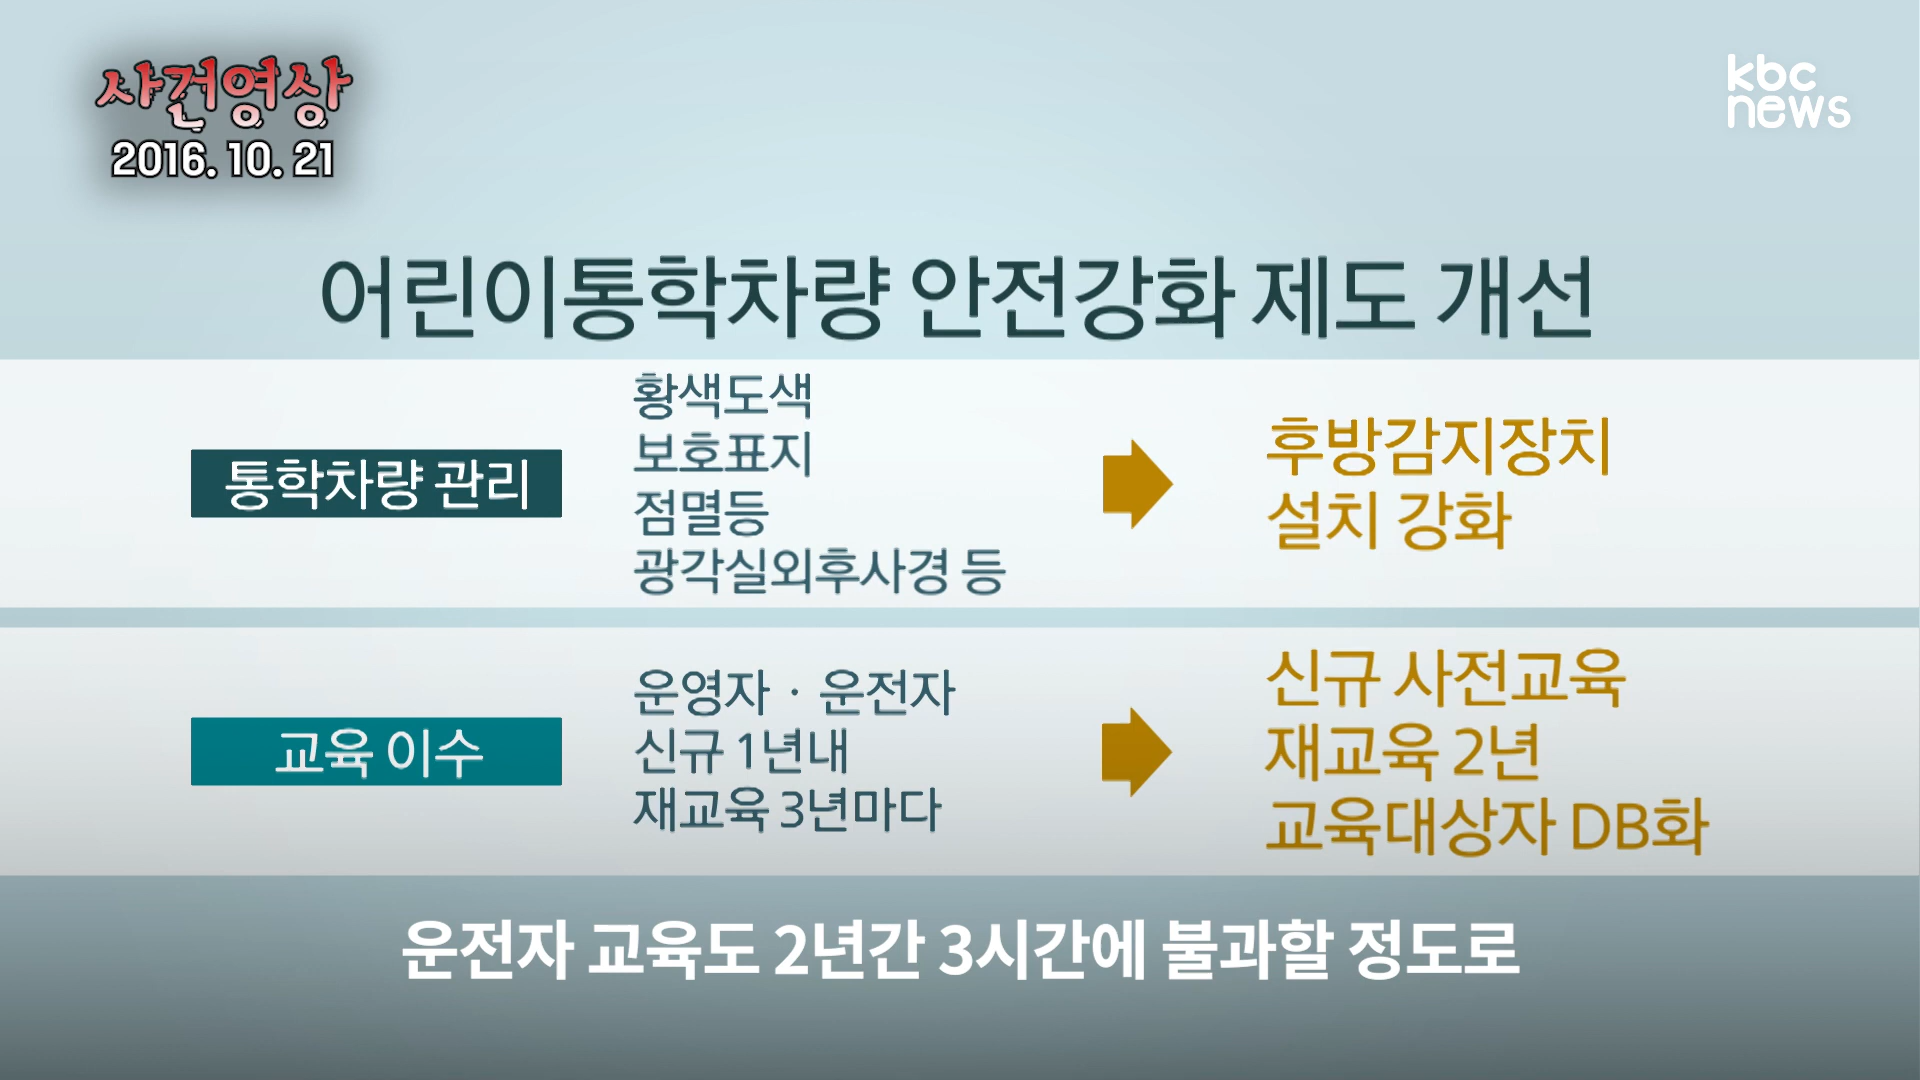 사건영상
2016. 10. 21
kbc
news
어린이통학차량 안전강화 제도 개선
통학차량 관리
황색도색
보호표지
점멸등
광각실외후사경 등
후방감지장치
설치 강화
교육 이수
운영자 · 운전자
신규 1년내
재교육 3년마다
신규 사전교육
재교육 2년
교육대상자 DB화
운전자 교육도 2년간 3시간에 불과할 정도로